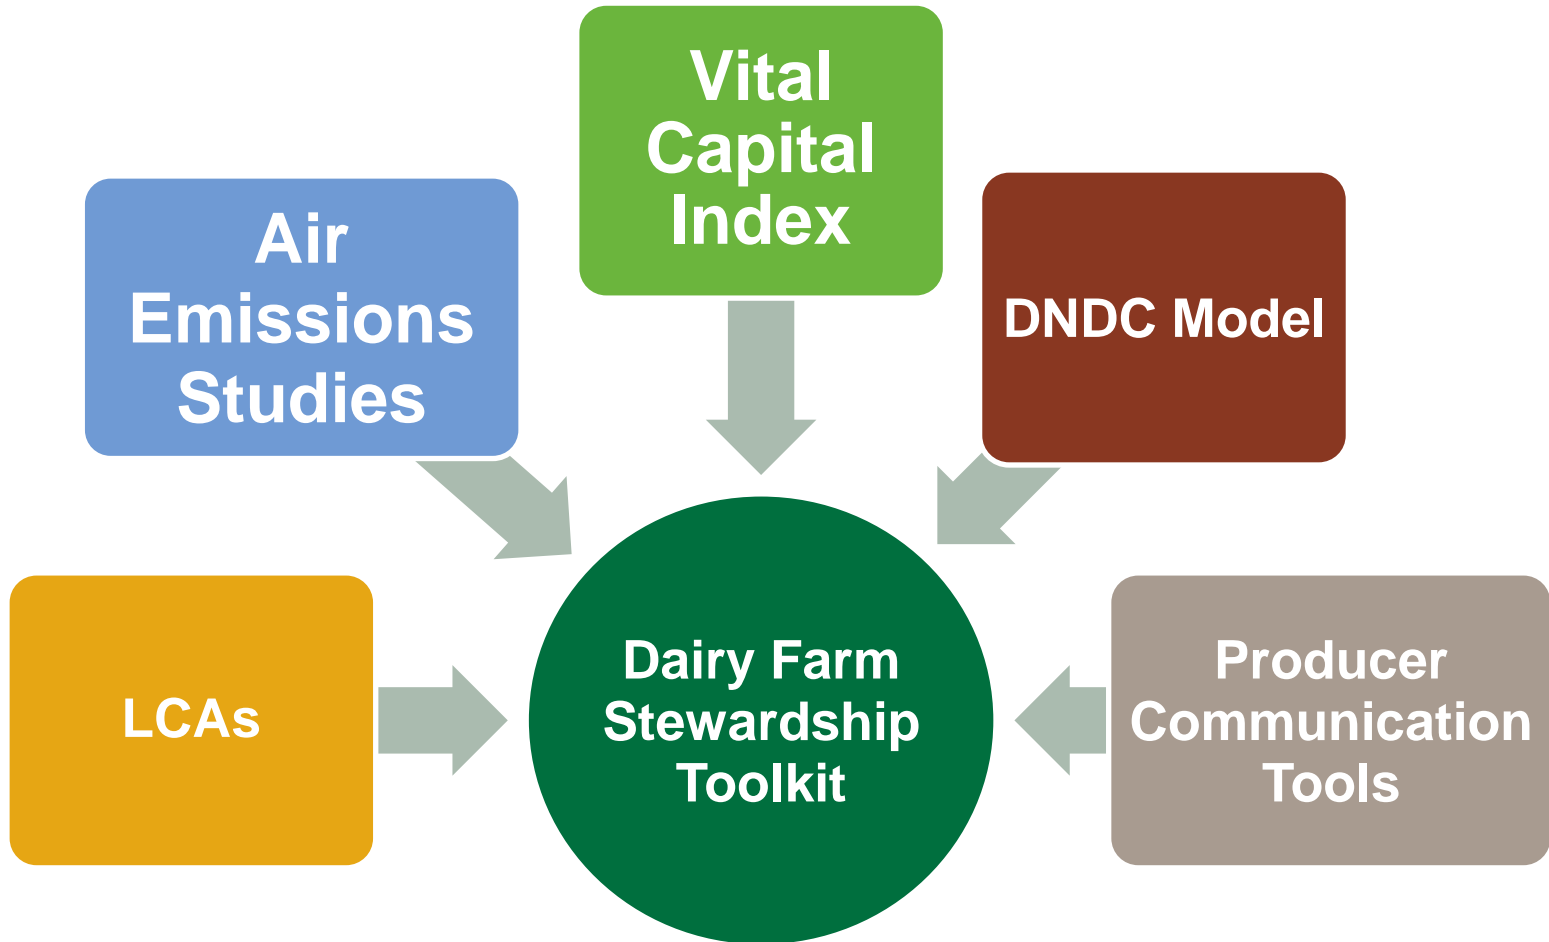 Vital
Capital
Index
Air
Emissions
Studies
DNDC Model
LCAs
Dairy Farm
Stewardship
Toolkit
Producer
Communication
Tools